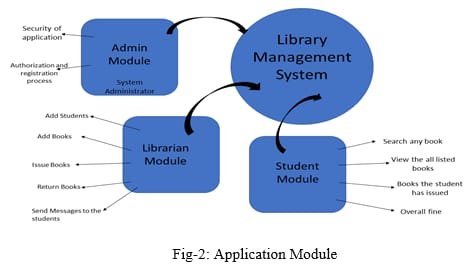 Security of
application
Authorization and
registration
process
Admin
Module
System
Administrator
Library
Management
System
Add Students
Add Books
Issue Books
Return Books
Send Messages to the
students
Librarian
Module
Student
Module
Search any book
View the all listed
books
Books the student
has issued
Overall fine
Fig-2: Application Module